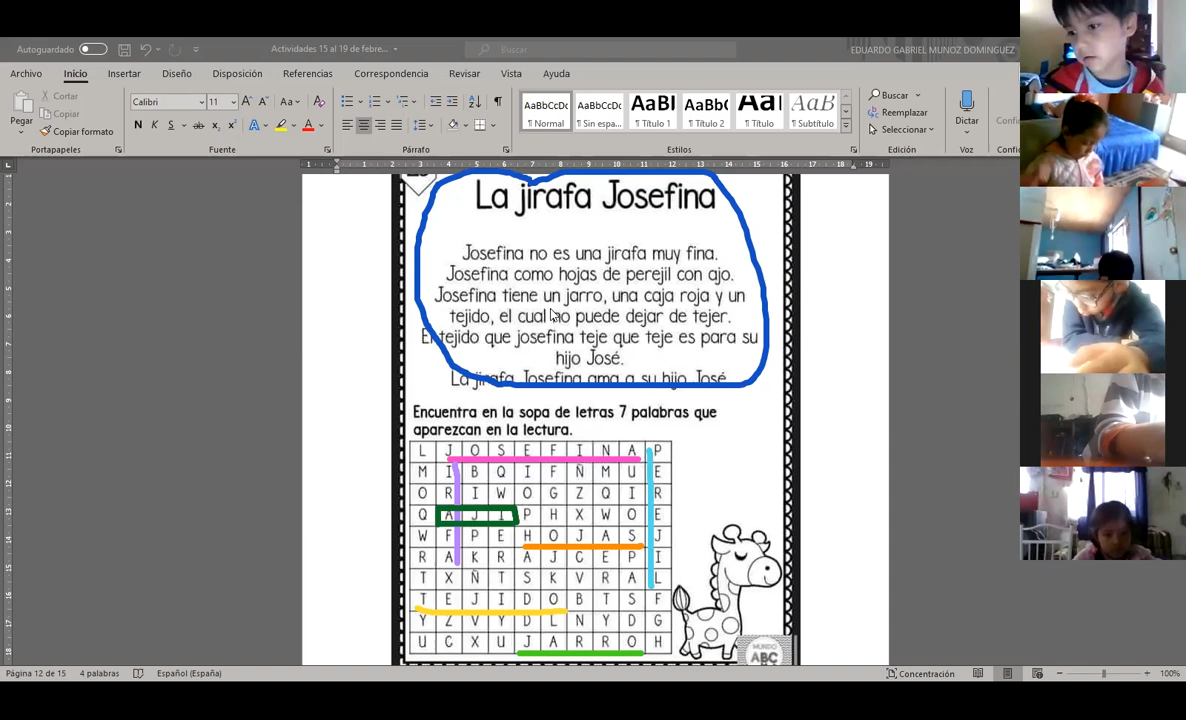 Autoguardado
Actividades 15 al 19 de febre...
Buscar
EDUARDO GABRIEL MUNOZ DOMINGUEZ
Archivo Inicio Insertar Diseño Disposición Referencias Correspondencia Revisar Vista Ayuda
Pegar
Cortar
Copiar
Copiar formato
Portapapeles
Calibri 11
N K S ab x₂ x²
Fuente
Párrafo
AaBbCcDc AaBbCcDc AaBl AaBbC AaI AaB
¶ Normal ¶ Sin espa... ¶ Título 1 ¶ Título 2 ¶ Título ¶ Subtítulo
Estilos
Buscar
Reemplazar
Seleccionar
Edición
Dictar
Voz
Confi
Confi
La jirafa Josefina
Josefina no es una jirafa muy fina.
Josefina como hojas de perejil con ajo.
Josefina tiene un jarro, una caja roja y un
tejido, el cual no puede dejar de tejer.
El tejido que josefina teje que teje es para su
hijo José.
La jirafa Josefina ama a su hijo José
Encuentra en la sopa de letras 7 palabras que
aparezcan en la lectura.
L J O S E F I N A P
M I B Q I F Ñ M U E
O R I W O G Z Q I R
Q A J I P H X W O E
W F P E H O J A S J
R A K R A J C E P I
T X Ñ T S K V R A L
T E J I D O B T S F
Y Z V Y D L N Y D G
U C X U J A R R O H
MUNDO
ABC
Página 12 de 15 4 palabras Español (España) Concentración 100%